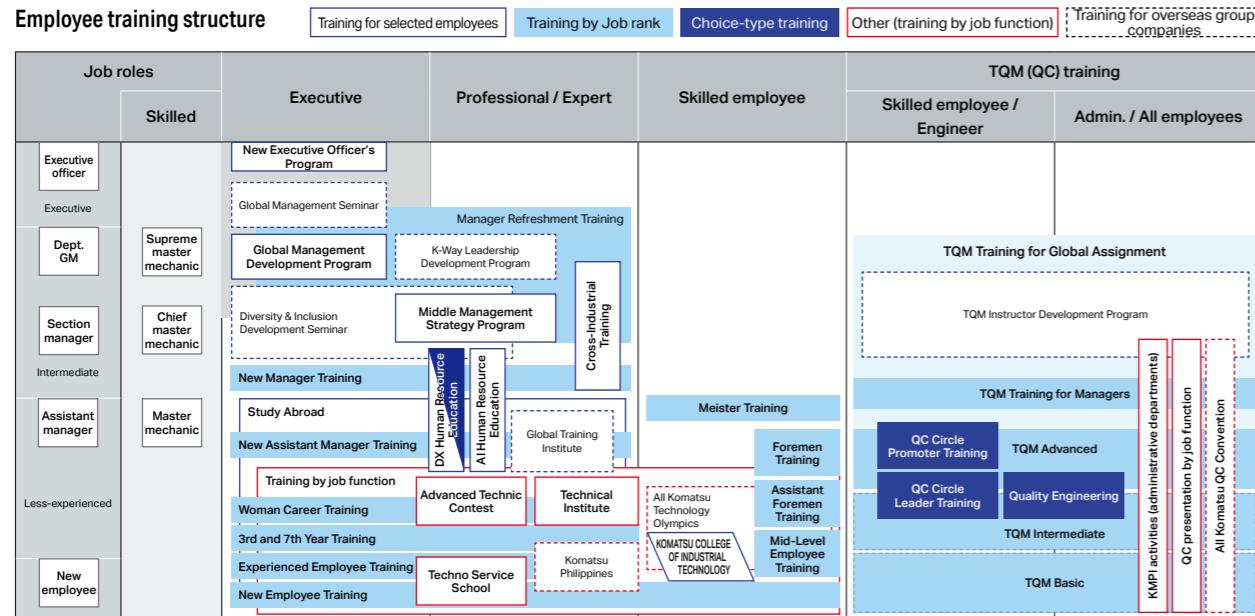 Employee training structure
Training for selected employees
Training by Job rank
Choice-type training
Other (training by job function)
Training for overseas group
companies
Job roles
Skilled
Executive
Professional / Expert
Skilled employee
TQM (QC) training
Skilled employee /
Engineer
Admin. / All employees
Executive
officer
Executive
Dept.
GM
Section
manager
Intermediate
Assistant
manager
Less-experienced
New
employee
Supreme
master
mechanic
Chief
master
mechanic
Master
mechanic
New Executive Officer's
Program
Global Management Seminar
Manager Refreshment Training
Global Management
Development Program
K-Way Leadership
Development Program
Diversity & Inclusion
Development Seminar
Middle Management
Strategy Program
Cross-Industrial
Training
New Manager Training
DX Human Resource
Education
AI Human Resource
Education
Study Abroad
New Assistant Manager Training
Global Training
Institute
Training by job function
Woman Career Training
Advanced Technic
Contest
Technical
Institute
3rd and 7th Year Training
Experienced Employee Training
Techno Service
School
Komatsu
Philippines
New Employee Training
Meister Training
Foremen
Training
All Komatsu
Technology
Olympics
Assistant
Foremen
Training
KOMATSU COLLEGE
OF INDUSTRIAL
TECHNOLOGY
Mid-Level
Employee
Training
TQM Training for Global Assignment
TQM Instructor Development Program
TQM Training for Managers
QC Circle
Promoter Training
TQM Advanced
QC Circle
Leader Training
Quality Engineering
TQM Intermediate
TQM Basic
KMPI activities (administrative departments)
QC presentation by job function
All Komatsu QC Convention